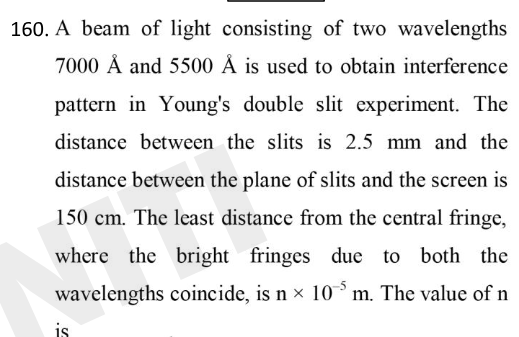 160. A beam of light consisting of two wavelengths
7000 Å and 5500 Å is used to obtain interference
pattern in Young's double slit experiment. The
distance between the slits is 2.5 mm and the
distance between the plane of slits and the screen is
150 cm. The least distance from the central fringe,
where the bright fringes due to both the
wavelengths coincide, is n × 10⁻⁵ m. The value of n
is